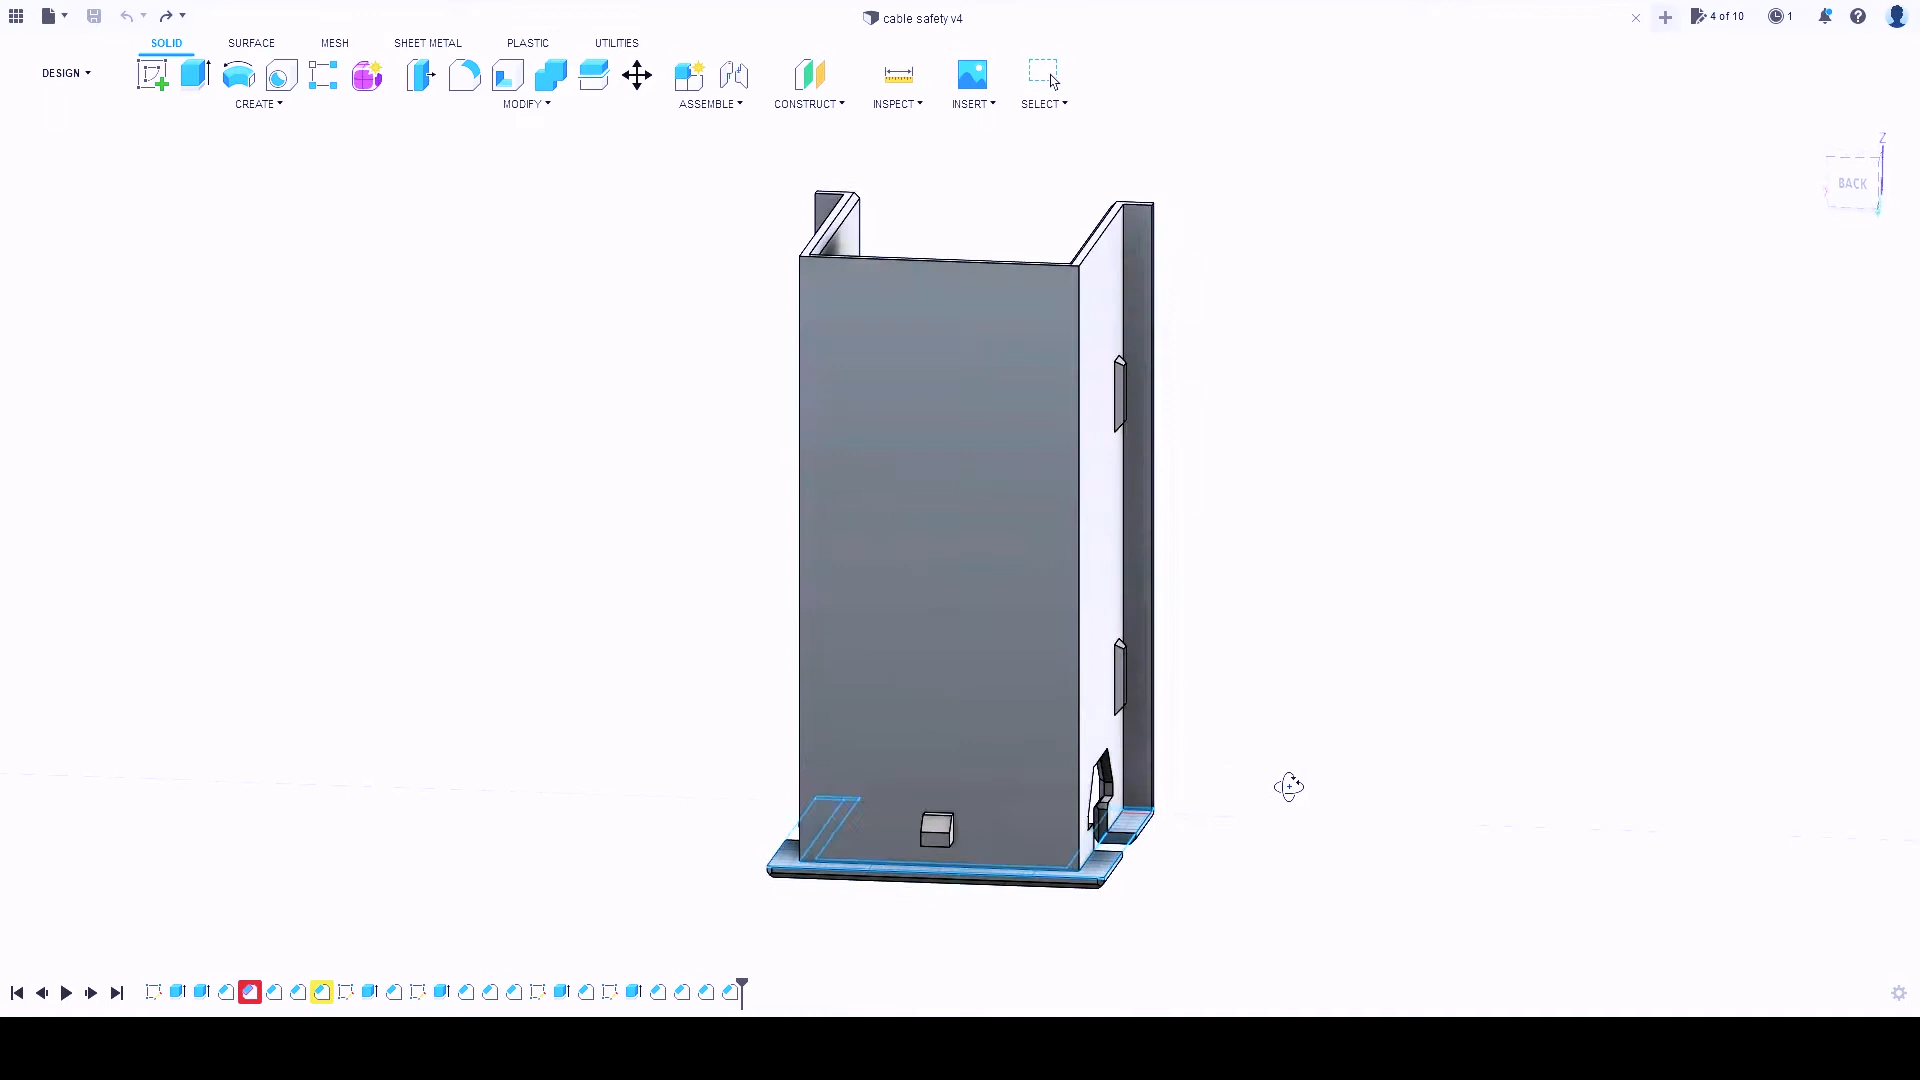 cable safety v4
4 of 10
1
SOLID
SURFACE
MESH
SHEET METAL
PLASTIC
UTILITIES
DESIGN
CREATE
MODIFY
ASSEMBLE
CONSTRUCT
INSPECT
INSERT
SELECT
Z
BACK